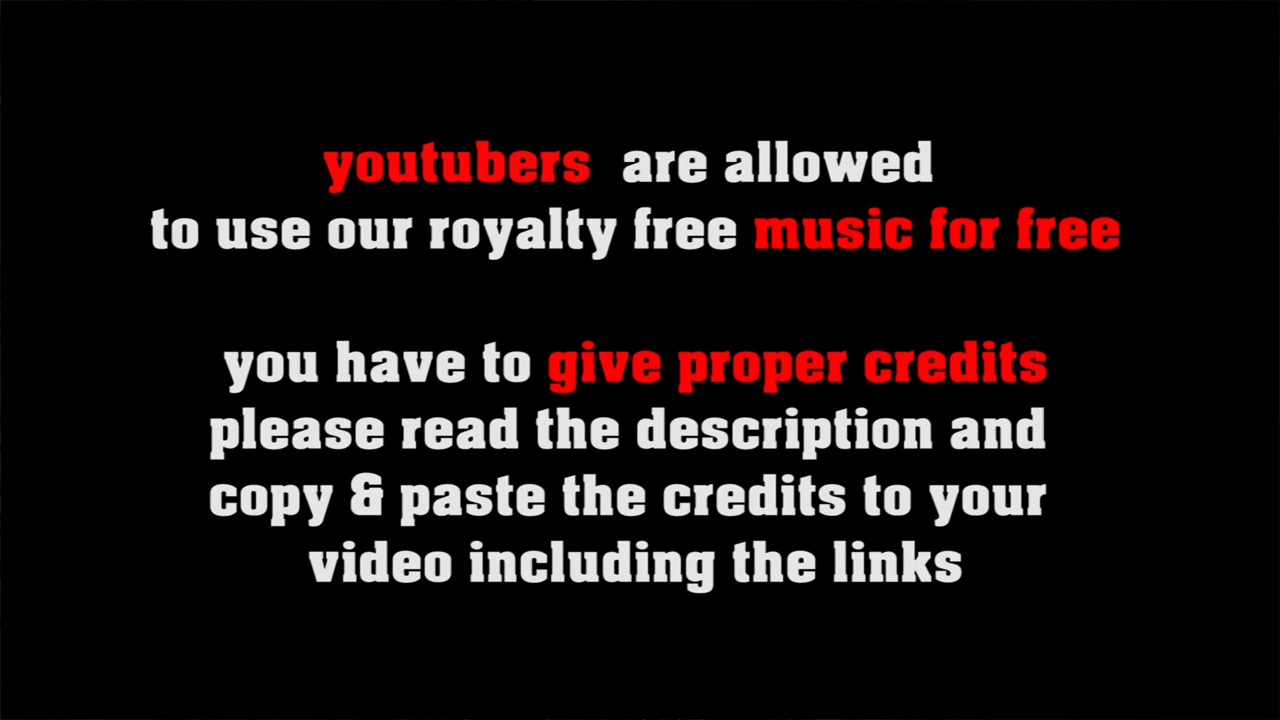 youtubers are allowed
to use our royalty free music for free
you have to give proper credits
please read the description and
copy & paste the credits to your
video including the links